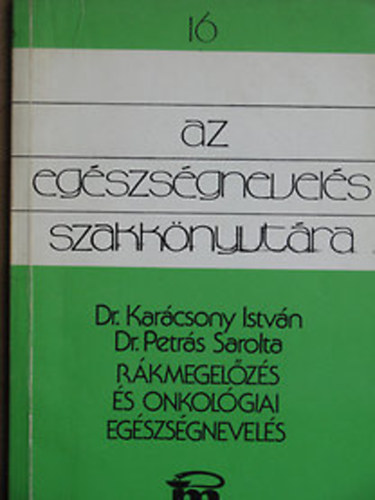 16
az
egészségnevelés
szakkönyvtára
Dr. Karácsony István
Dr. Petrás Sarolta
RÁKMEGELŐZÉS
ÉS ONKOLÓGIAI
EGÉSZSÉGNEVELÉS